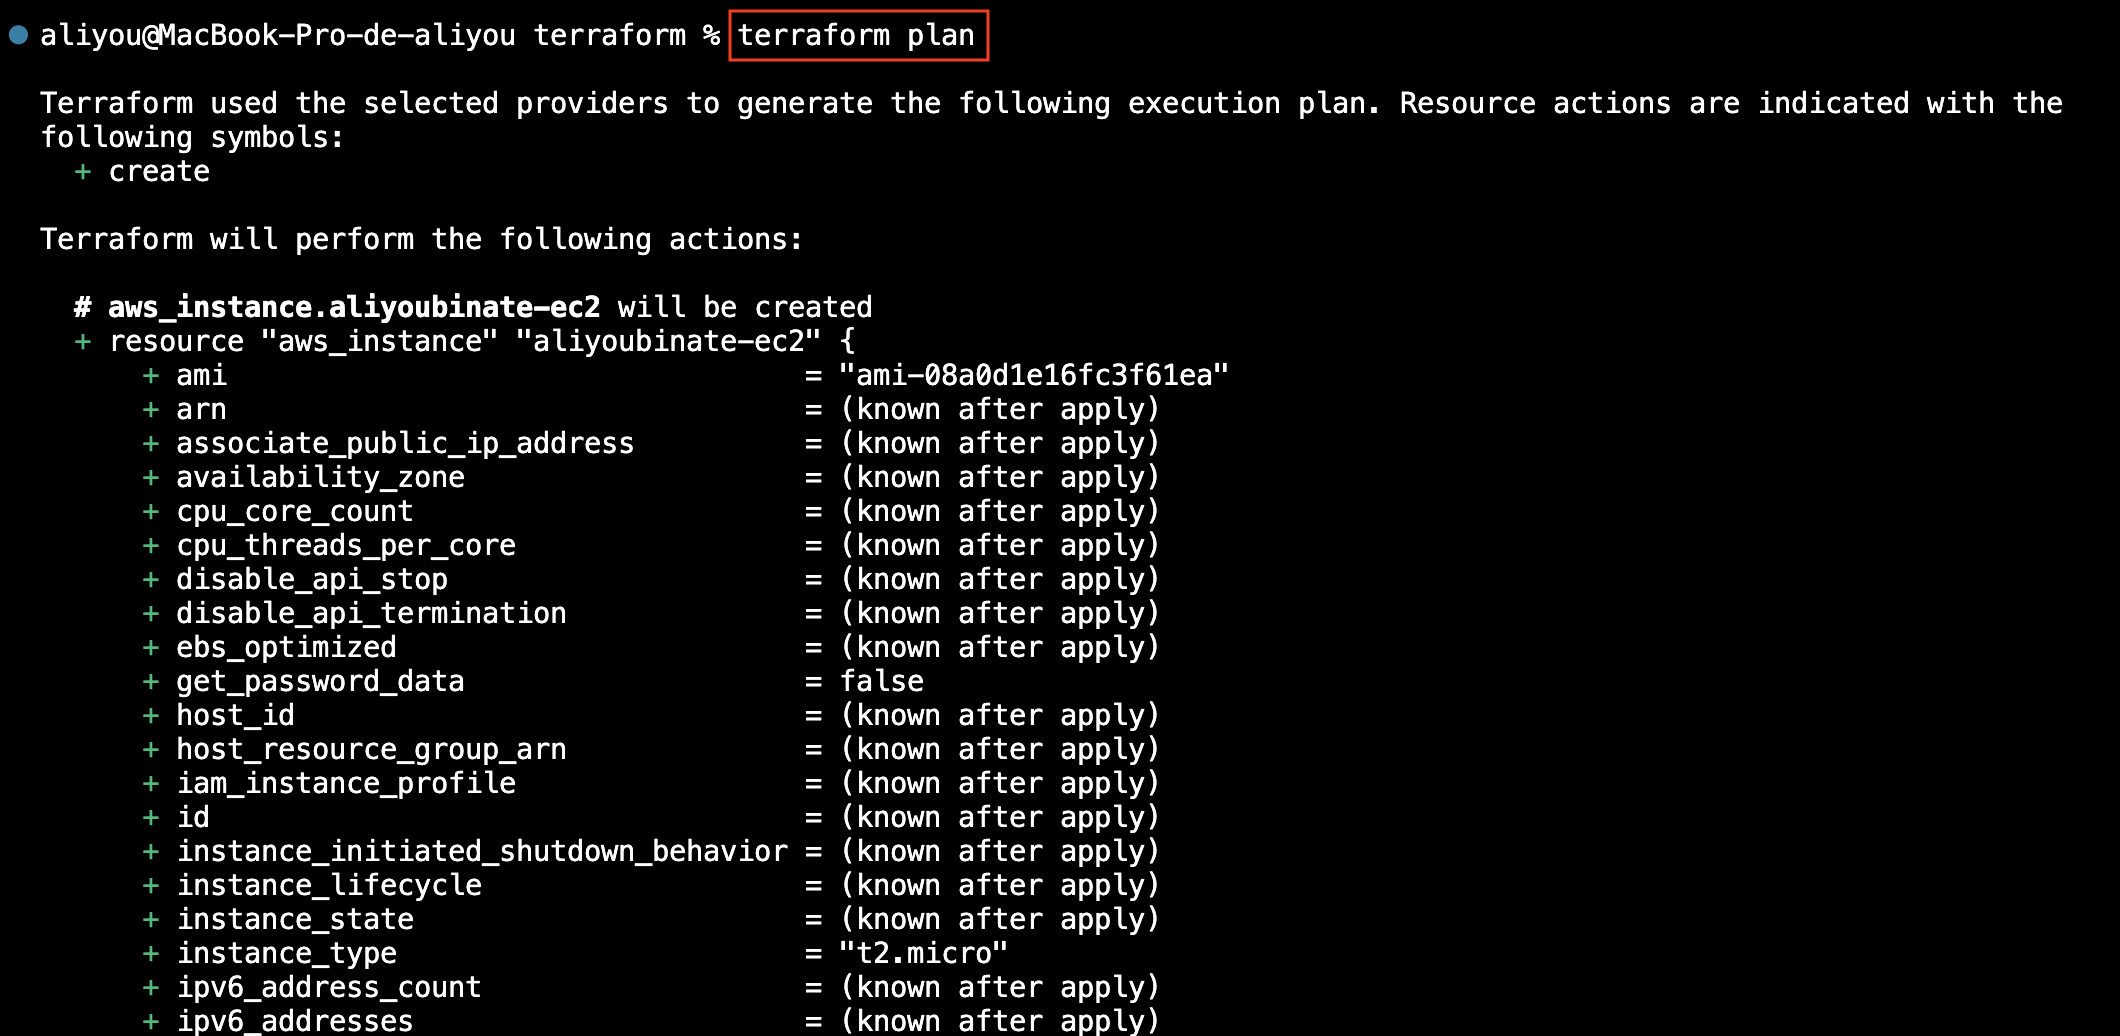 aliyou@MacBook-Pro-de-aliyou terraform % terraform plan
Terraform used the selected providers to generate the following execution plan. Resource actions are indicated with the
following symbols:
  + create
Terraform will perform the following actions:
  # aws_instance.aliyoubinate-ec2 will be created
  + resource "aws_instance" "aliyoubinate-ec2" {
      + ami                                  = "ami-08a0d1e16fc3f61ea"
      + arn                                  = (known after apply)
      + associate_public_ip_address          = (known after apply)
      + availability_zone                    = (known after apply)
      + cpu_core_count                       = (known after apply)
      + cpu_threads_per_core                 = (known after apply)
      + disable_api_stop                     = (known after apply)
      + disable_api_termination              = (known after apply)
      + ebs_optimized                        = (known after apply)
      + get_password_data                    = false
      + host_id                              = (known after apply)
      + host_resource_group_arn              = (known after apply)
      + iam_instance_profile                 = (known after apply)
      + id                                   = (known after apply)
      + instance_initiated_shutdown_behavior = (known after apply)
      + instance_lifecycle                   = (known after apply)
      + instance_state                       = (known after apply)
      + instance_type                        = "t2.micro"
      + ipv6_address_count                   = (known after apply)
      + ipv6_addresses                       = (known after apply)